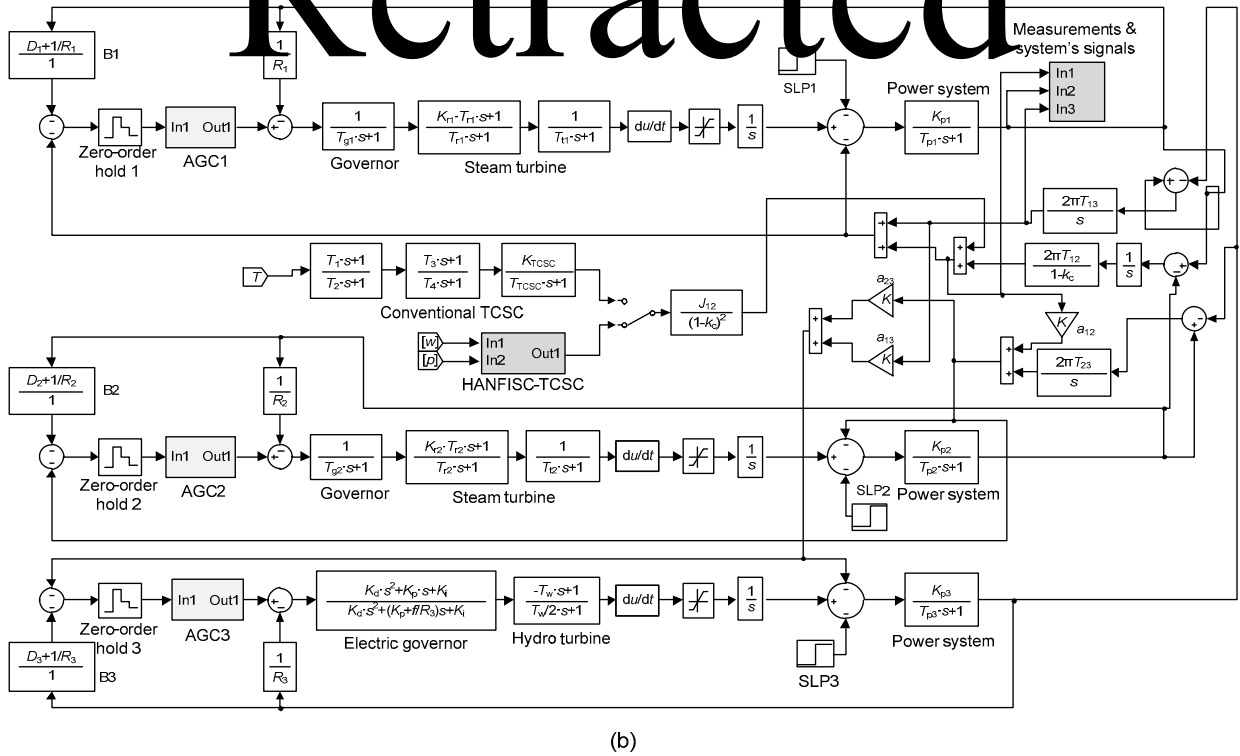 Retracted
Measurements &
system's signals
D1+1/R1
1
B1
1
R1
SLP1
In1
In2
In3
Power system
Zero-order
hold 1
In1 Out1
AGC1
1
Tg1·s+1
Governor
Kr1·Tr1·s+1
Tr1·s+1
Steam turbine
1
Tt1·s+1
du/dt
1
s
Kp1
Tp1·s+1
2πT13
s
2πT12
1-kc
1
s
T
T1·s+1
T2·s+1
T3·s+1
T4·s+1
KTCSC
TTCSC·s+1
Conventional TCSC
J12
(1-kc)²
[w]
[p]
In1
In2
Out1
HANFISC-TCSC
a23
K
a13
K
K
a12
2πT23
s
D2+1/R2
1
B2
1
R2
Zero-order
hold 2
In1 Out1
AGC2
1
Tg2·s+1
Governor
Kr2·Tr2·s+1
Tr2·s+1
Steam turbine
1
Tt2·s+1
du/dt
1
s
SLP2
Kp2
Tp2·s+1
Power system
Zero-order
hold 3
In1 Out1
AGC3
Kd·s²+Kp·s+Ki
Kd·s²+(Kp+f/R3)s+Ki
Electric governor
-Tw·s+1
Tw/2·s+1
Hydro turbine
du/dt
1
s
Kp3
Tp3·s+1
Power system
D3+1/R3
1
B3
1
R3
SLP3
(b)